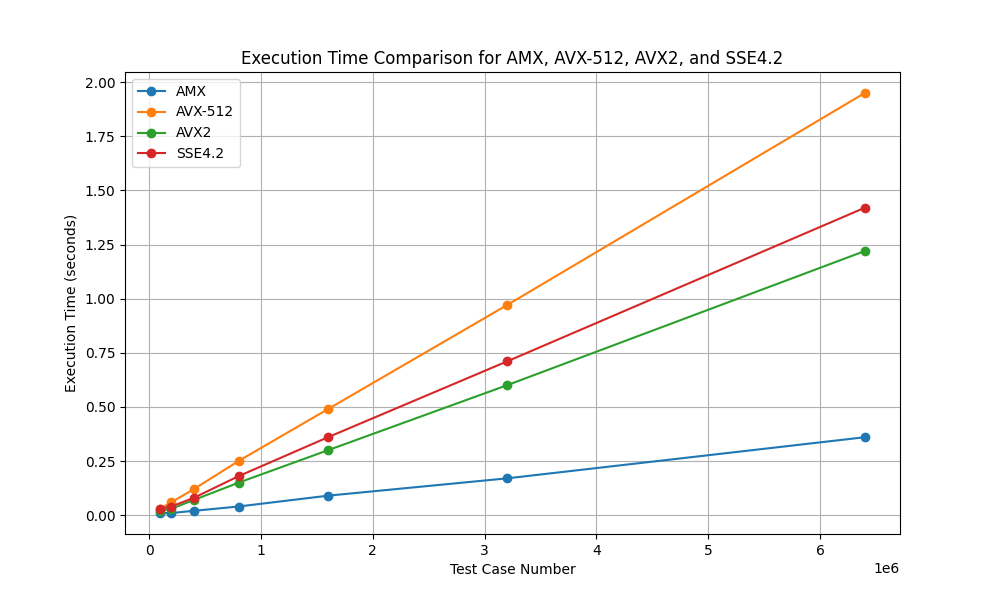 Execution Time Comparison for AMX, AVX-512, AVX2, and SSE4.2
AMX
AVX-512
AVX2
SSE4.2
Execution Time (seconds)
2.00
1.75
1.50
1.25
1.00
0.75
0.50
0.25
0.00
0 1 2 3 4 5 6
1e6
Test Case Number